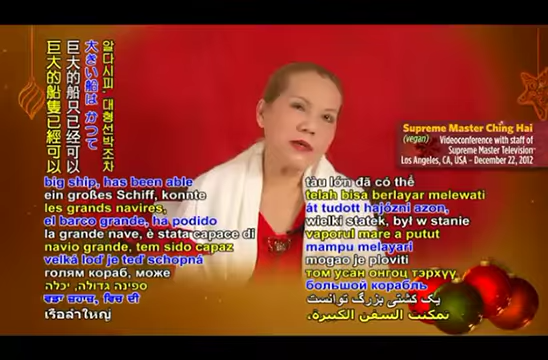 알다시피, 대형선박조차
大きい船は かつて
巨大的船只已经可以
巨大的船隻已經可以
Supreme Master Ching Hai
(vegan) Videoconference with staff of
Supreme Master Television
Los Angeles, CA, USA – December 22, 2012
big ship, has been able
ein großes Schiff, konnte
les grands navires,
el barco grande, ha podido
la grande nave, è stata capace di
navio grande, tem sido capaz
velká loď je teď schopná
голям кораб, може
ספינה גדולה, יכלה
ਵਡਾ ਜਹਾਜ਼, ਵਿਚ ਦੀ
เรือลำใหญ่
tàu lớn đã có thể
telah bisa berlayar melewati
át tudott hajózni azon,
wielki statek, był w stanie
vaporul mare a putut
mampu melayari
mogao je ploviti
том усан онгоц тэрхүү
большой корабль
یک کشتی بزرگ توانست
تمكنت السفن الكبيرة،